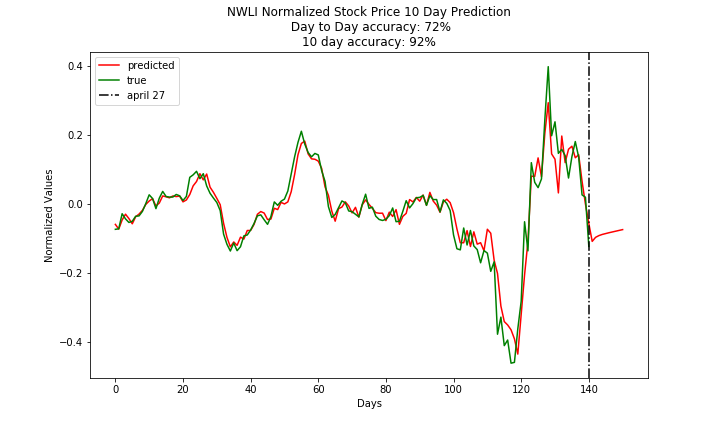 NWLI Normalized Stock Price 10 Day Prediction
Day to Day accuracy: 72%
10 day accuracy: 92%
predicted
true
april 27
Normalized Values
0.4
0.2
0.0
−0.2
−0.4
0 20 40 60 80 100 120 140
Days